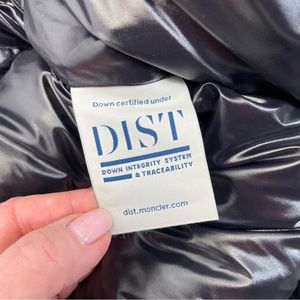 Down certified under
DIST
DOWN INTEGRITY SYSTEM
& TRACEABILITY
dist.moncler.com